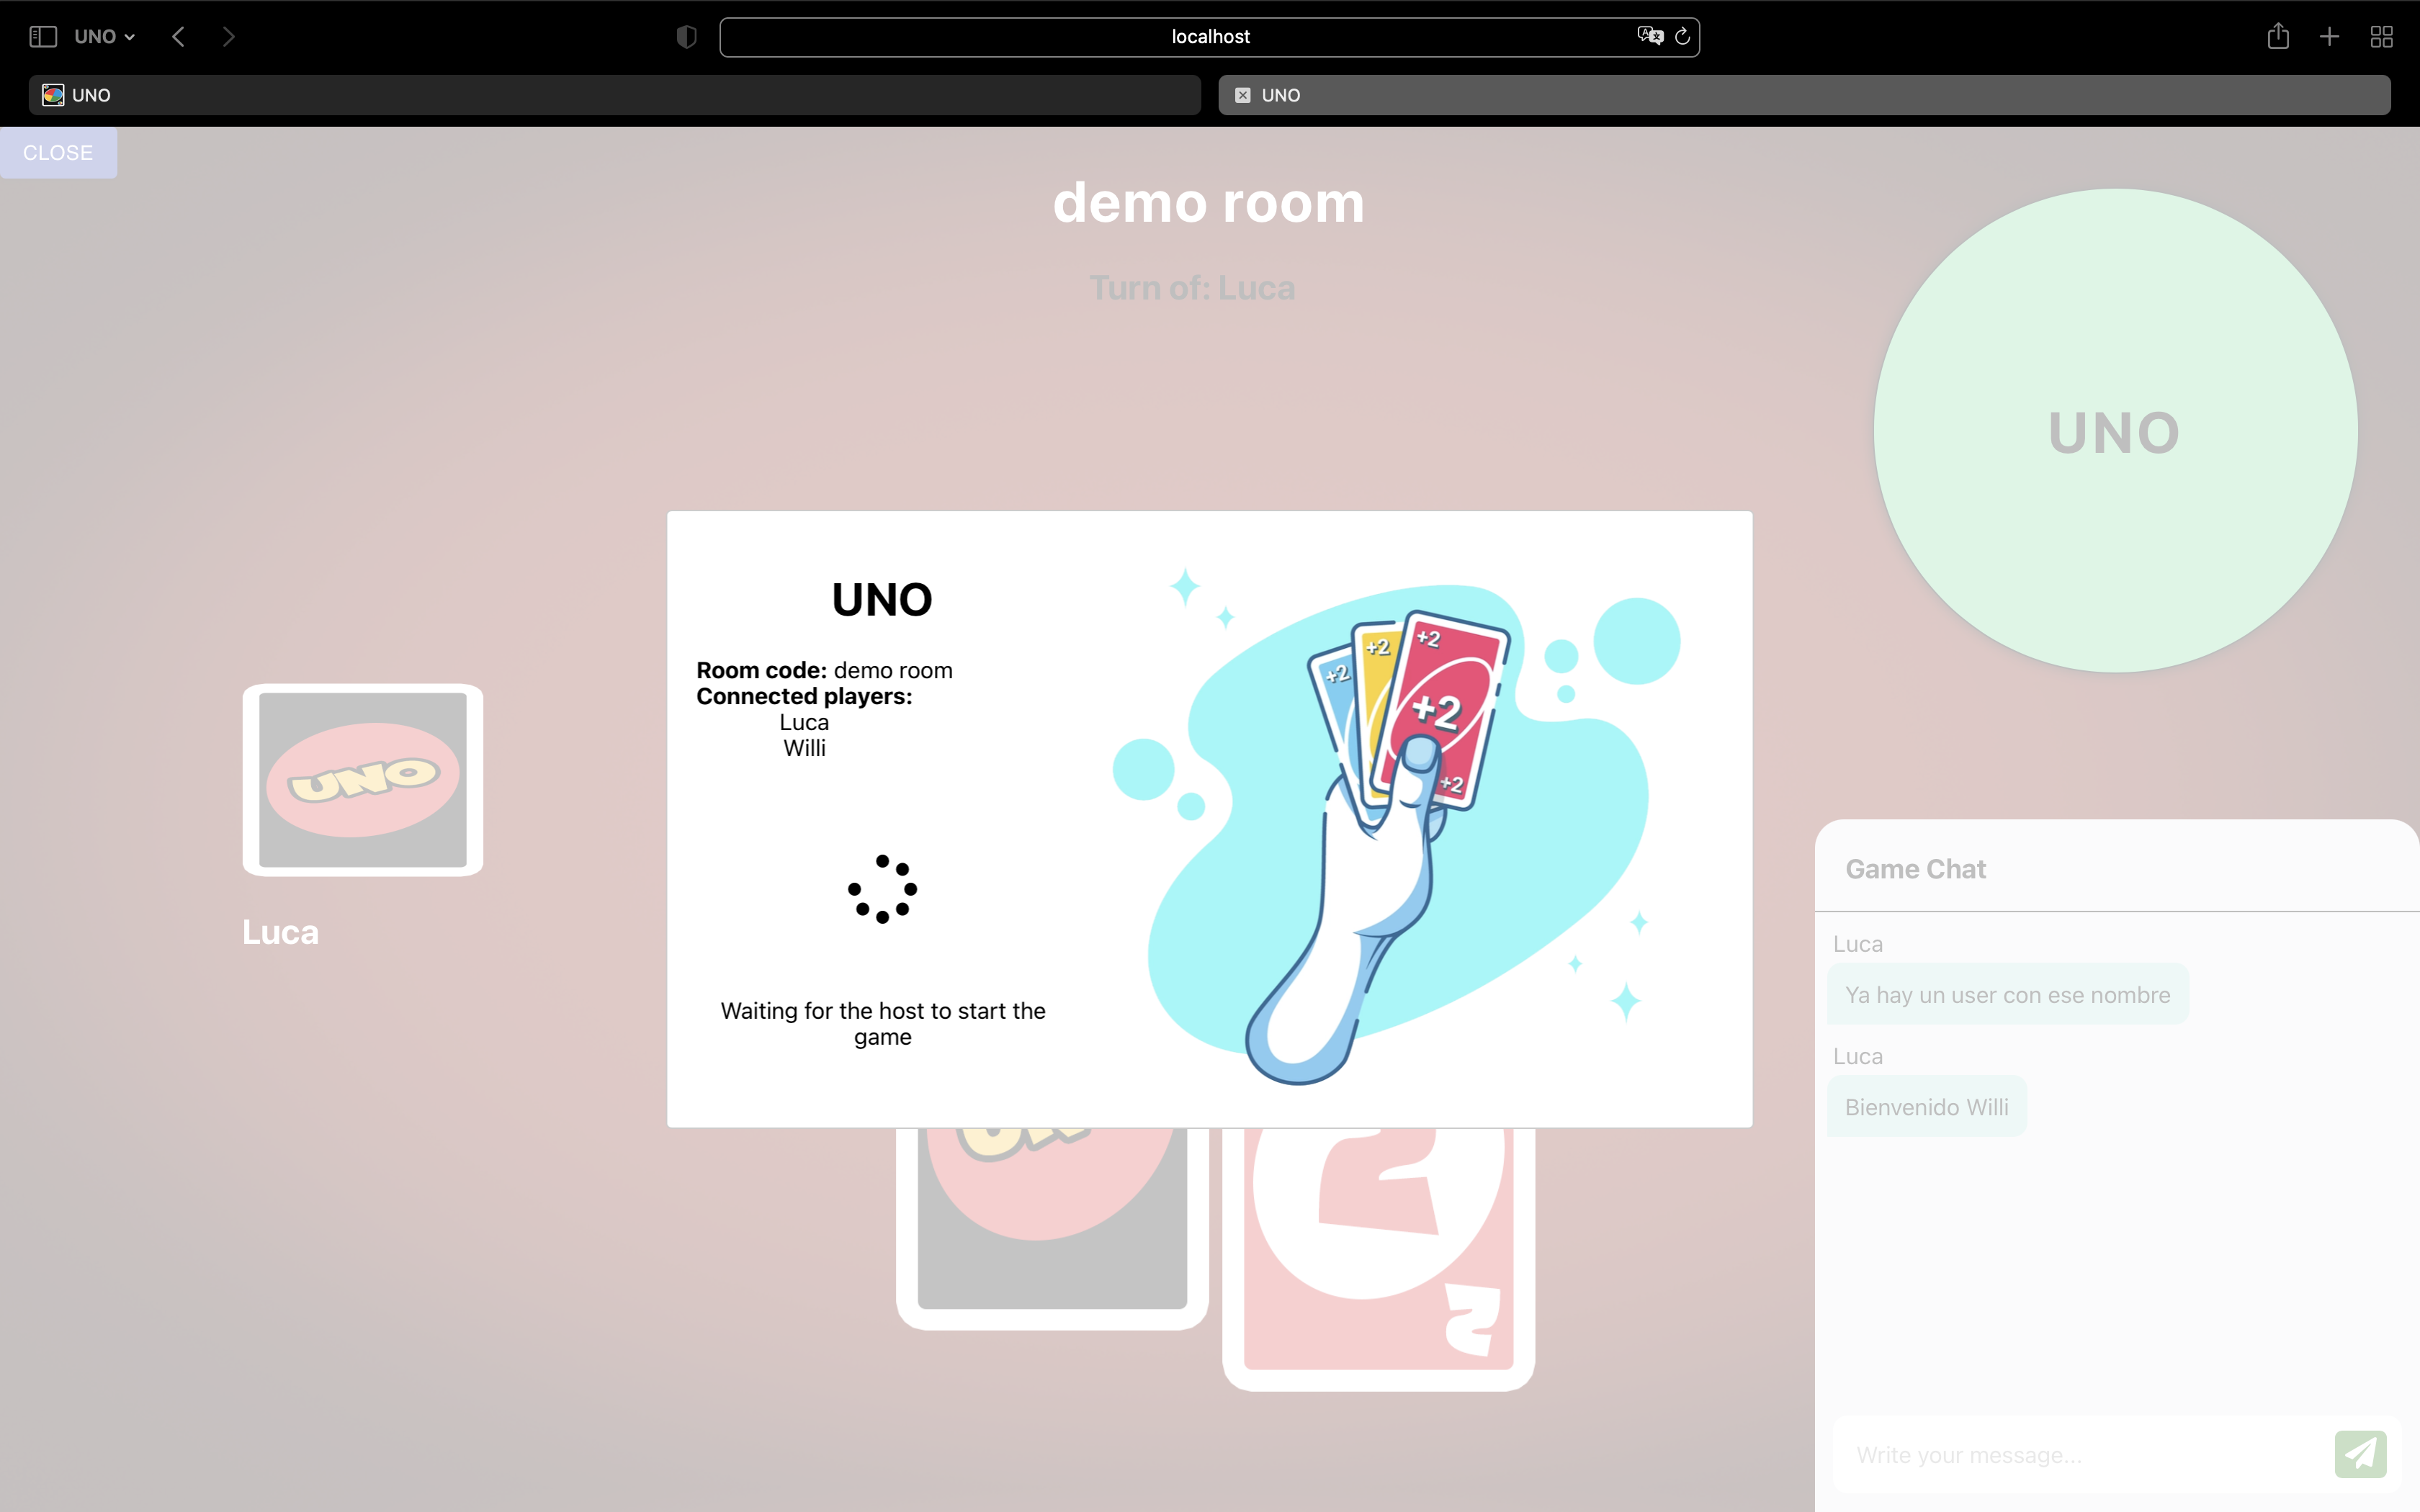 UNO
localhost
UNO
UNO
CLOSE
demo room
Turn of: Luca
UNO
UNO
Room code: demo room
Connected players:
Luca
Willi
Waiting for the host to start the
game
+2
+2
+2
+2
+2
UNO
Luca
Game Chat
Luca
Ya hay un user con ese nombre
Luca
Bienvenido Willi
Write your message...
2
2